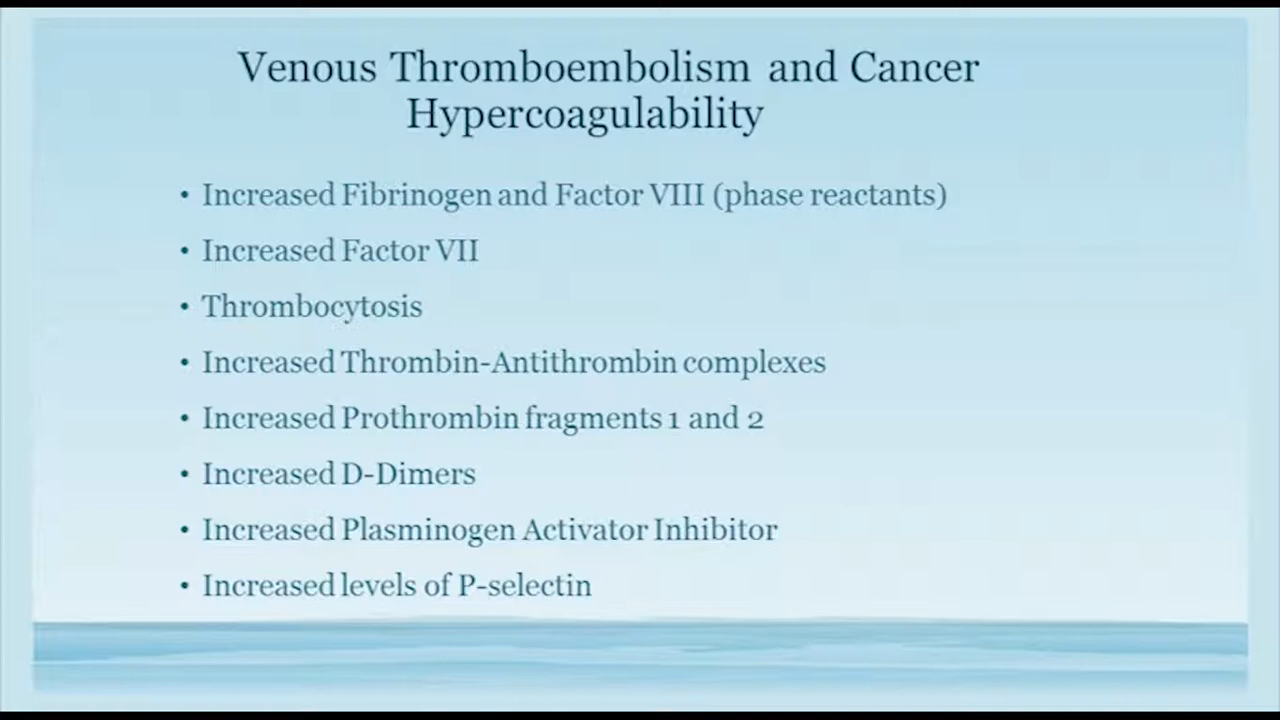 Venous Thromboembolism and Cancer
Hypercoagulability
• Increased Fibrinogen and Factor VIII (phase reactants)
• Increased Factor VII
• Thrombocytosis
• Increased Thrombin-Antithrombin complexes
• Increased Prothrombin fragments 1 and 2
• Increased D-Dimers
• Increased Plasminogen Activator Inhibitor
• Increased levels of P-selectin